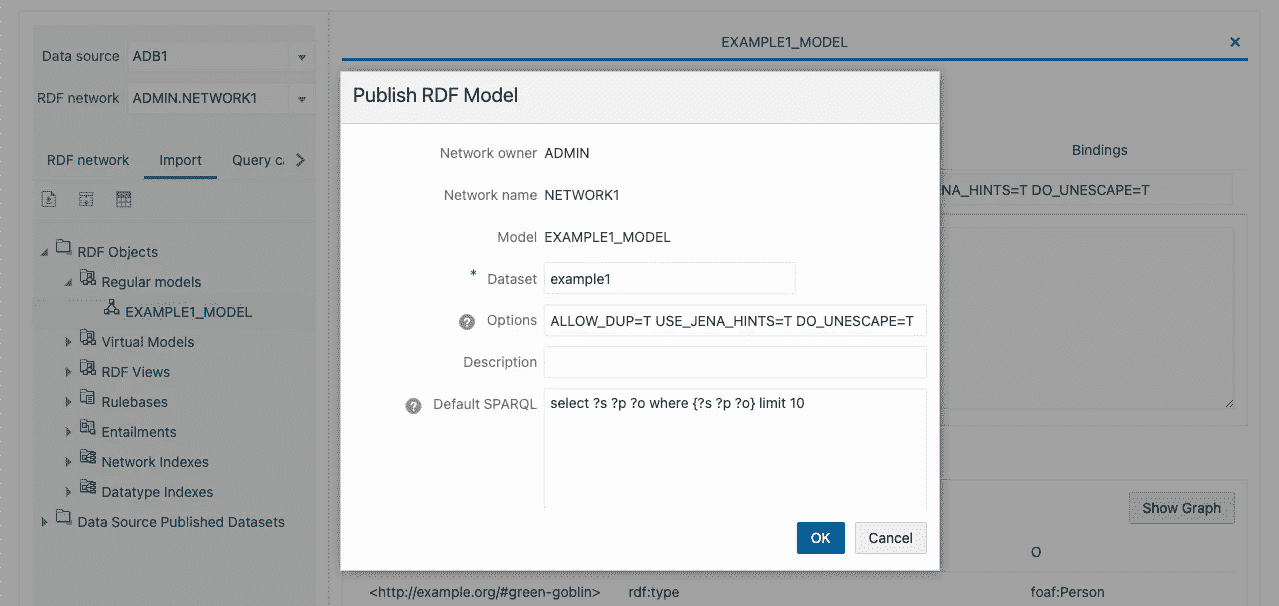 Data source ADB1
RDF network ADMIN.NETWORK1
RDF network Import Query ca
RDF Objects
Regular models
EXAMPLE1_MODEL
Virtual Models
RDF Views
Rulebases
Entailments
Network Indexes
Datatype Indexes
Data Source Published Datasets
EXAMPLE1_MODEL
Publish RDF Model
Network owner ADMIN
Network name NETWORK1
Model EXAMPLE1_MODEL
* Dataset example1
Options ALLOW_DUP=T USE_JENA_HINTS=T DO_UNESCAPE=T
Description
Default SPARQL select ?s ?p ?o where {?s ?p ?o} limit 10
OK Cancel
Bindings
NA_HINTS=T DO_UNESCAPE=T
Show Graph
O
<http://example.org/#green-goblin> rdf:type foaf:Person